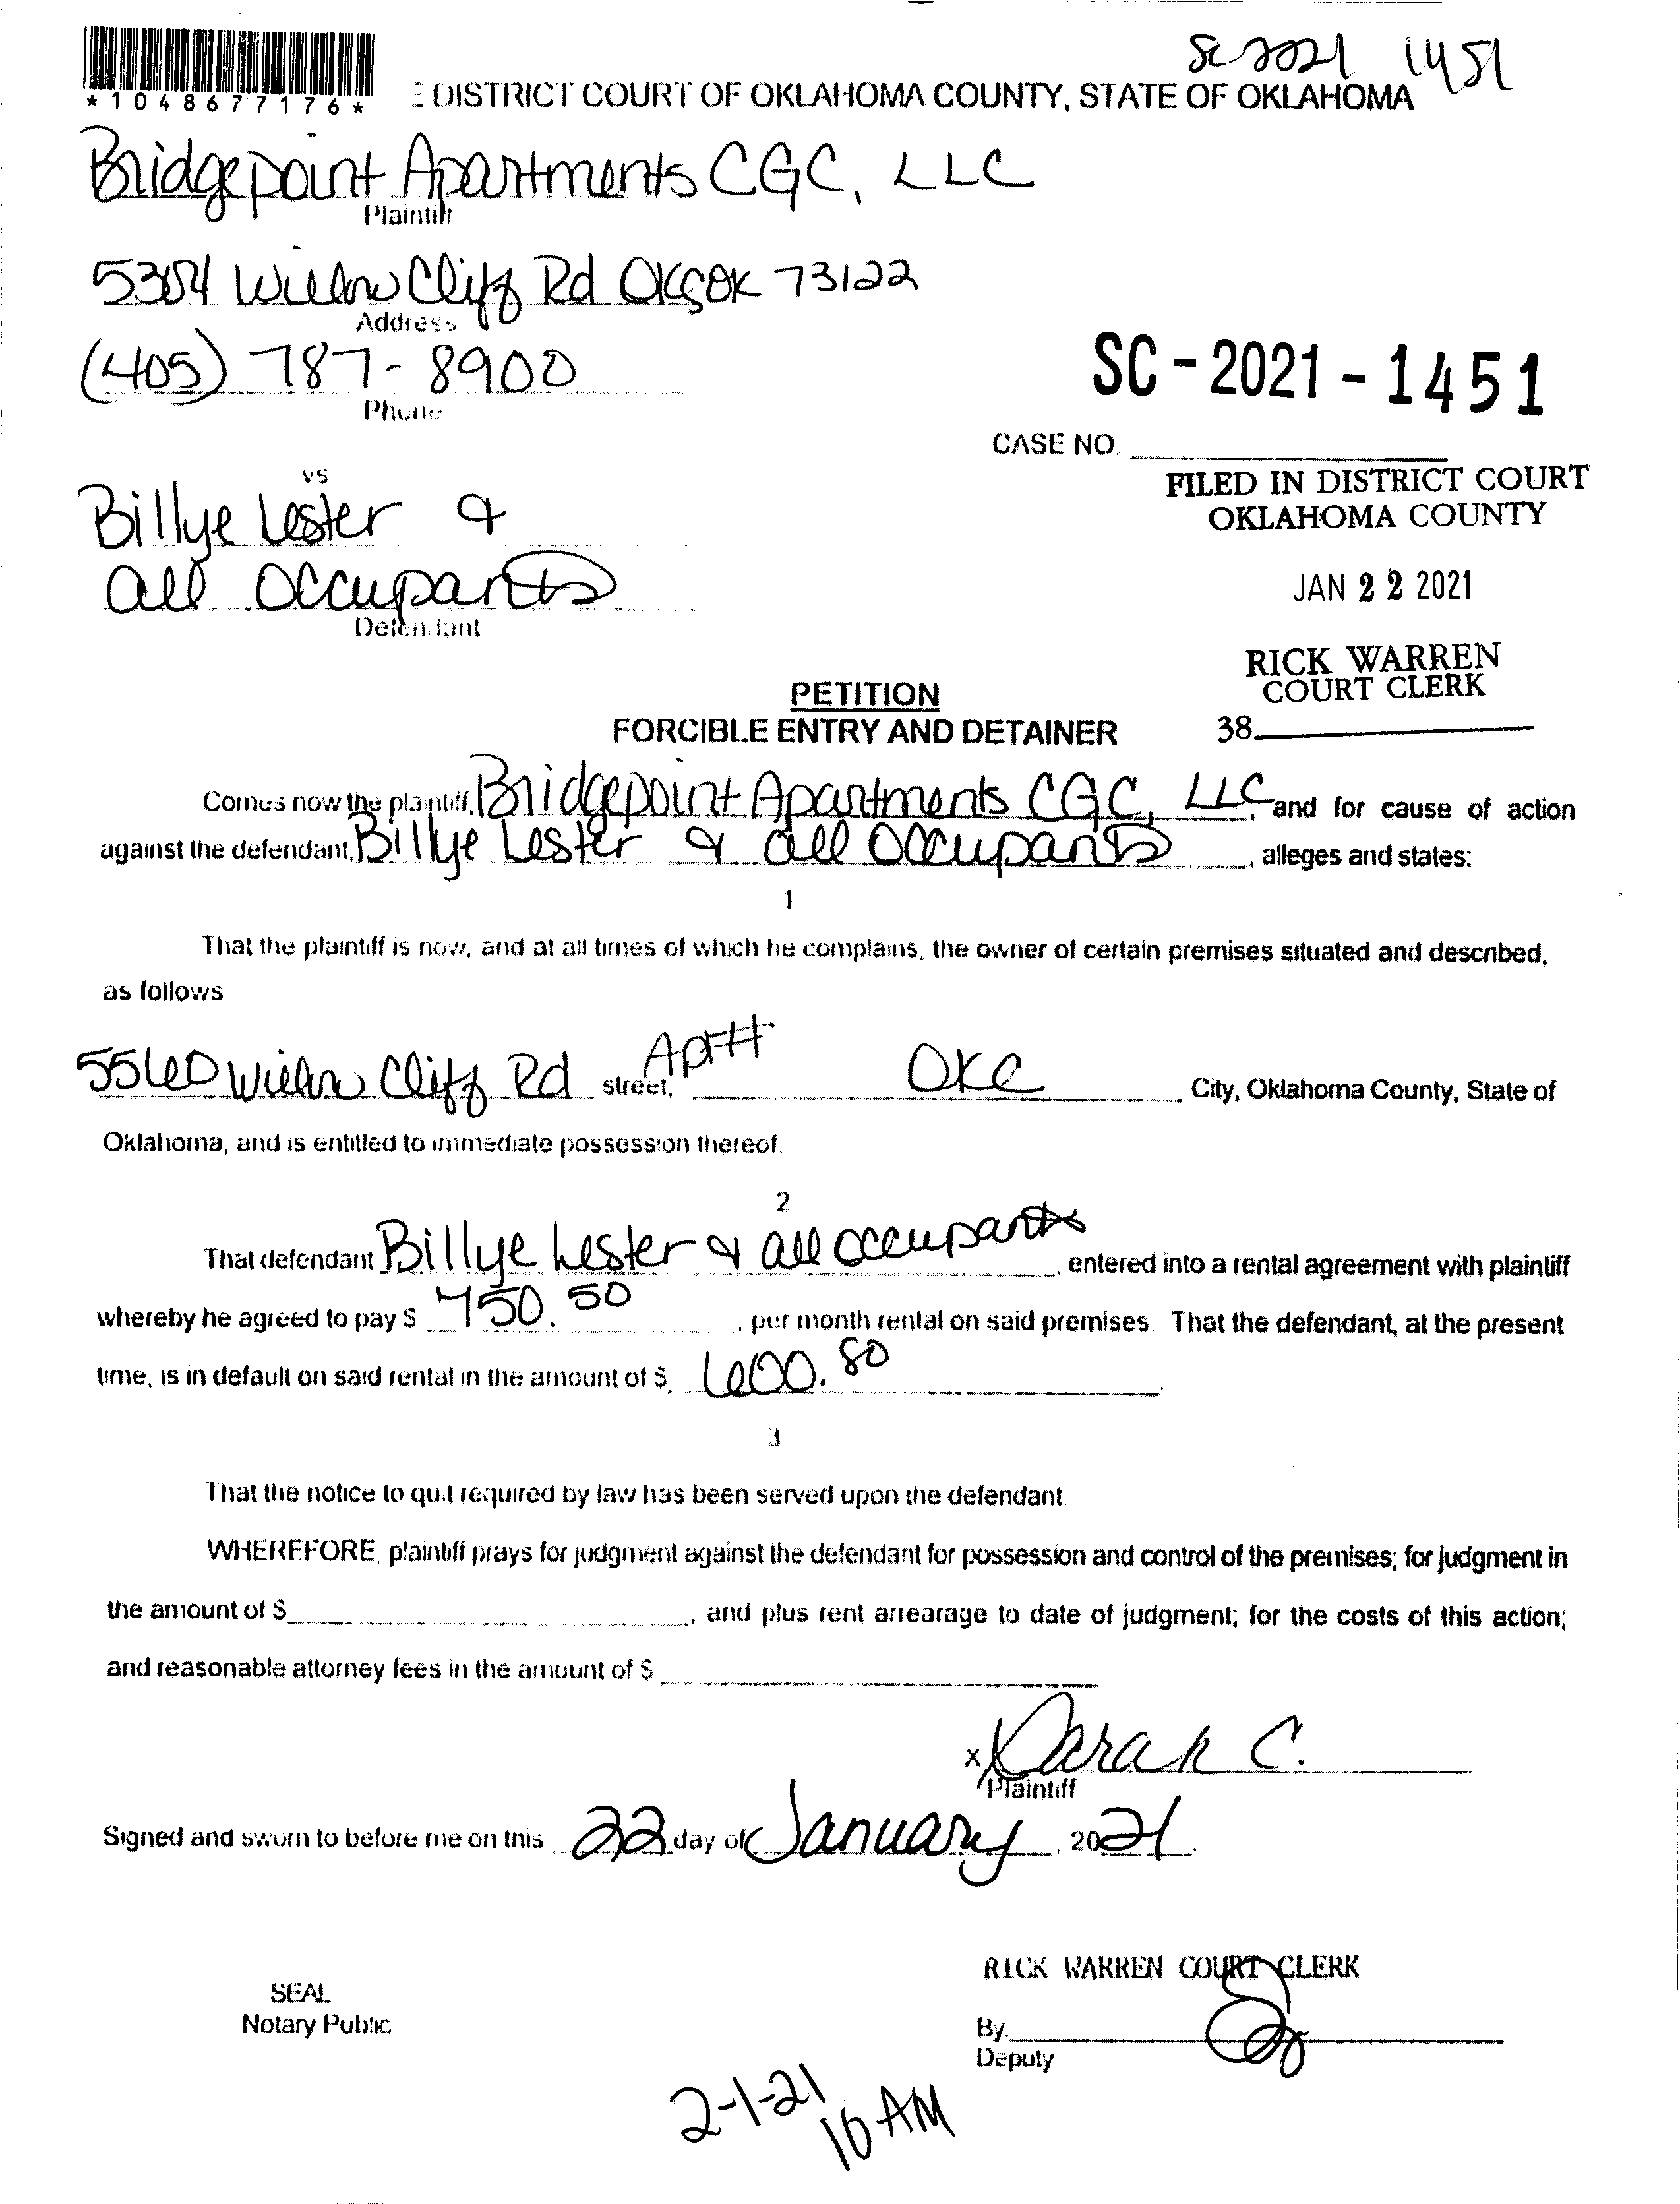 SC 2021 1451
*1048677176*
E DISTRICT COURT OF OKLAHOMA COUNTY, STATE OF OKLAHOMA
Bridgepoint Apartments CGC, LLC
Plaintiff
5304 Willow Cliff Rd OKC OK 73122
Address
(405) 787-8900
Phone
SC-2021-1451
CASE NO.
vs
FILED IN DISTRICT COURT
OKLAHOMA COUNTY
Billye Lester &
all Occupants
Defendant
JAN 22 2021
RICK WARREN
COURT CLERK
38
PETITION
FORCIBLE ENTRY AND DETAINER
Comes now the plaintiff, Bridgepoint Apartments CGC, LLC, and for cause of action
against the defendant, Billye Lester & all Occupants, alleges and states:
1
That the plaintiff is now, and at all times of which he complains, the owner of certain premises situated and described,
as follows
5560 Willow Cliff Rd street, Apt# OKC City, Oklahoma County, State of
Oklahoma, and is entitled to immediate possession thereof.
2
That defendant Billye Lester & all occupants, entered into a rental agreement with plaintiff
whereby he agreed to pay $ 750.50, per month rental on said premises. That the defendant, at the present
time, is in default on said rental in the amount of $ 600.80.
3
That the notice to quit required by law has been served upon the defendant.
WHEREFORE, plaintiff prays for judgment against the defendant for possession and control of the premises; for judgment in
the amount of $; and plus rent arrearage to date of judgment; for the costs of this action;
and reasonable attorney fees in the amount of $
x Sarah C.
Plaintiff
Signed and sworn to before me on this 22 day of January, 2021.
RICK WARREN COURT CLERK
SEAL
Notary Public
By.
Deputy
2-1-21
10 AM